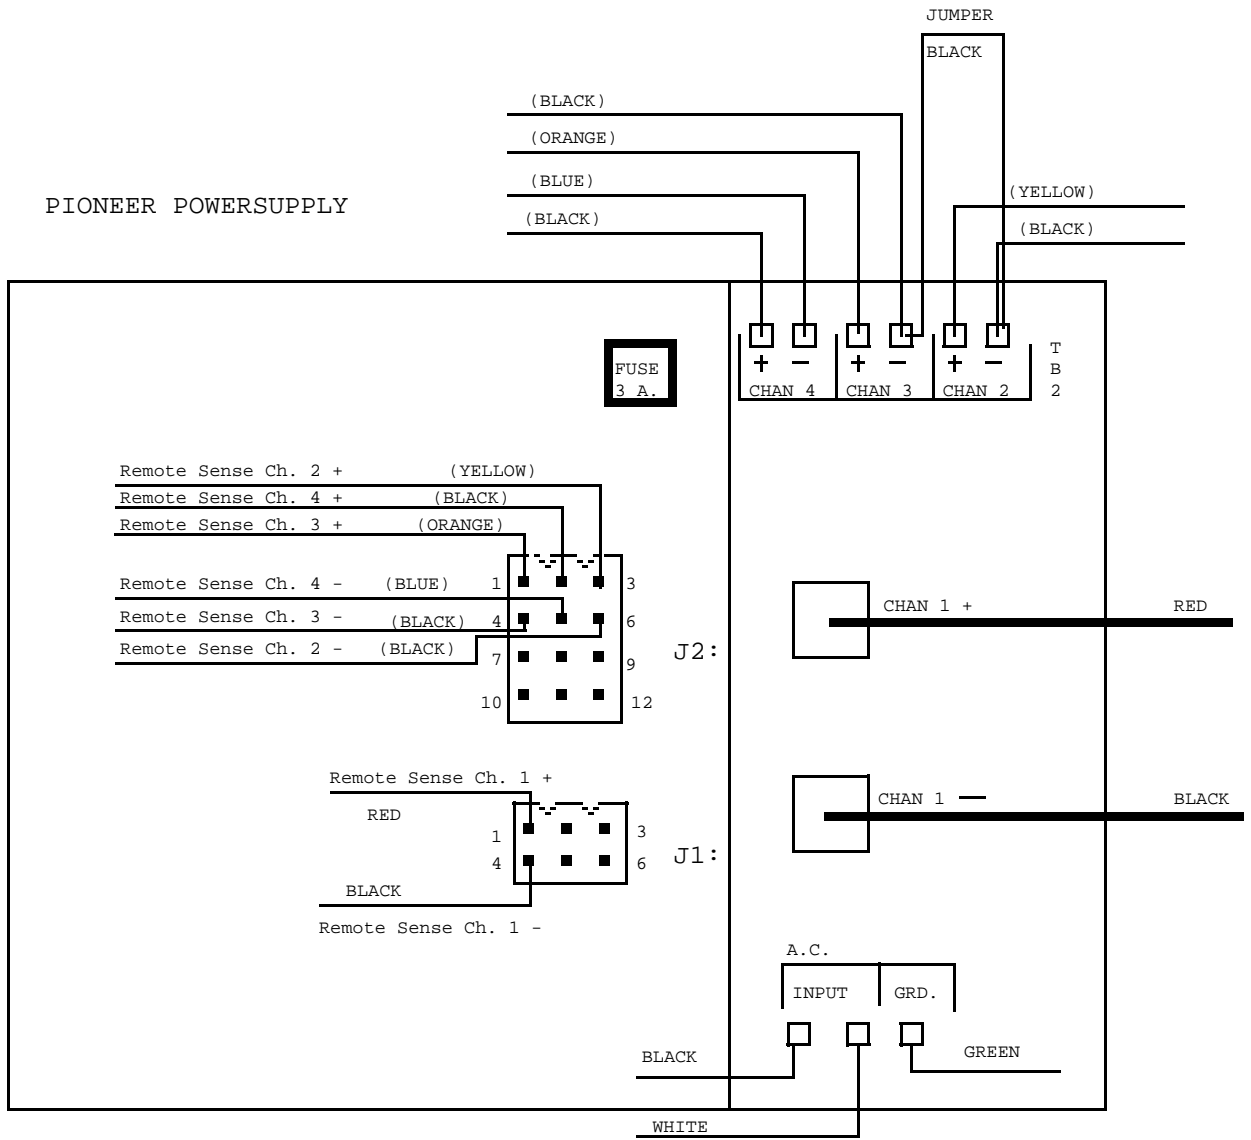 JUMPER
BLACK
(BLACK)
(ORANGE)
(BLUE)
(BLACK)
PIONEER POWERSUPPLY
(YELLOW)
(BLACK)
+ − + − + −
CHAN 4 CHAN 3 CHAN 2
T
B
2
FUSE
3 A.
Remote Sense Ch. 2 + (YELLOW)
Remote Sense Ch. 4 + (BLACK)
Remote Sense Ch. 3 + (ORANGE)
Remote Sense Ch. 4 - (BLUE)
Remote Sense Ch. 3 - (BLACK)
Remote Sense Ch. 2 - (BLACK)
1 3
4 6
7 9
10 12
J2:
CHAN 1 + RED
Remote Sense Ch. 1 +
RED
1 3
4 6
J1:
BLACK
Remote Sense Ch. 1 -
CHAN 1 — BLACK
A.C.
INPUT GRD.
BLACK
GREEN
WHITE